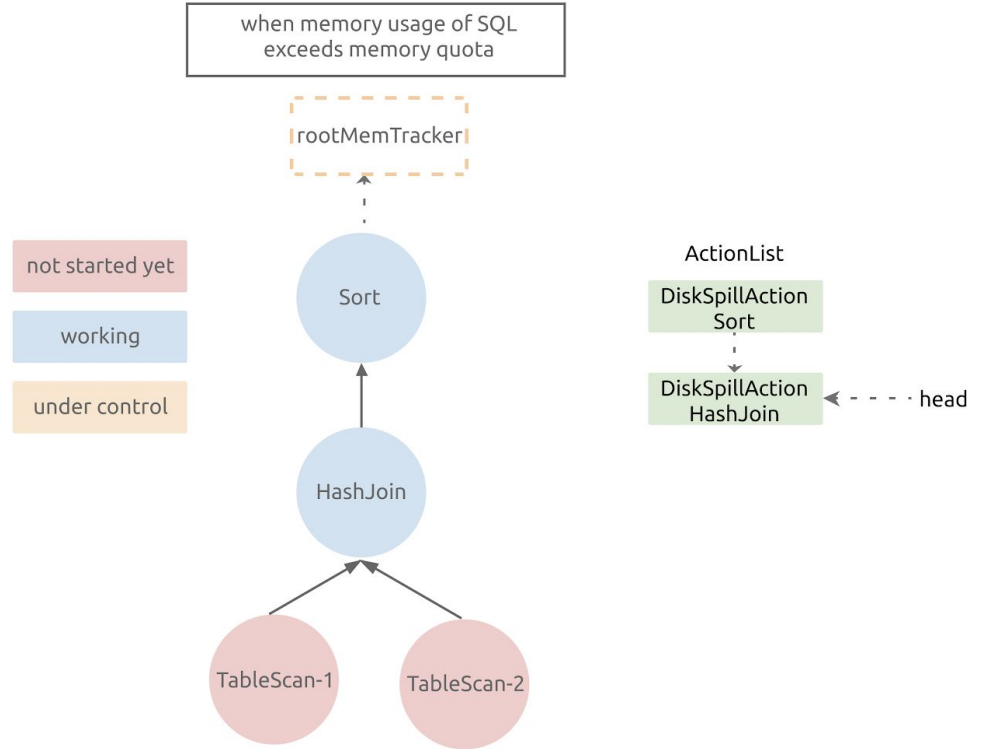 when memory usage of SQL
exceeds memory quota
rootMemTracker
not started yet
working
under control
Sort
HashJoin
TableScan-1
TableScan-2
ActionList
DiskSpillAction
Sort
DiskSpillAction
HashJoin
head